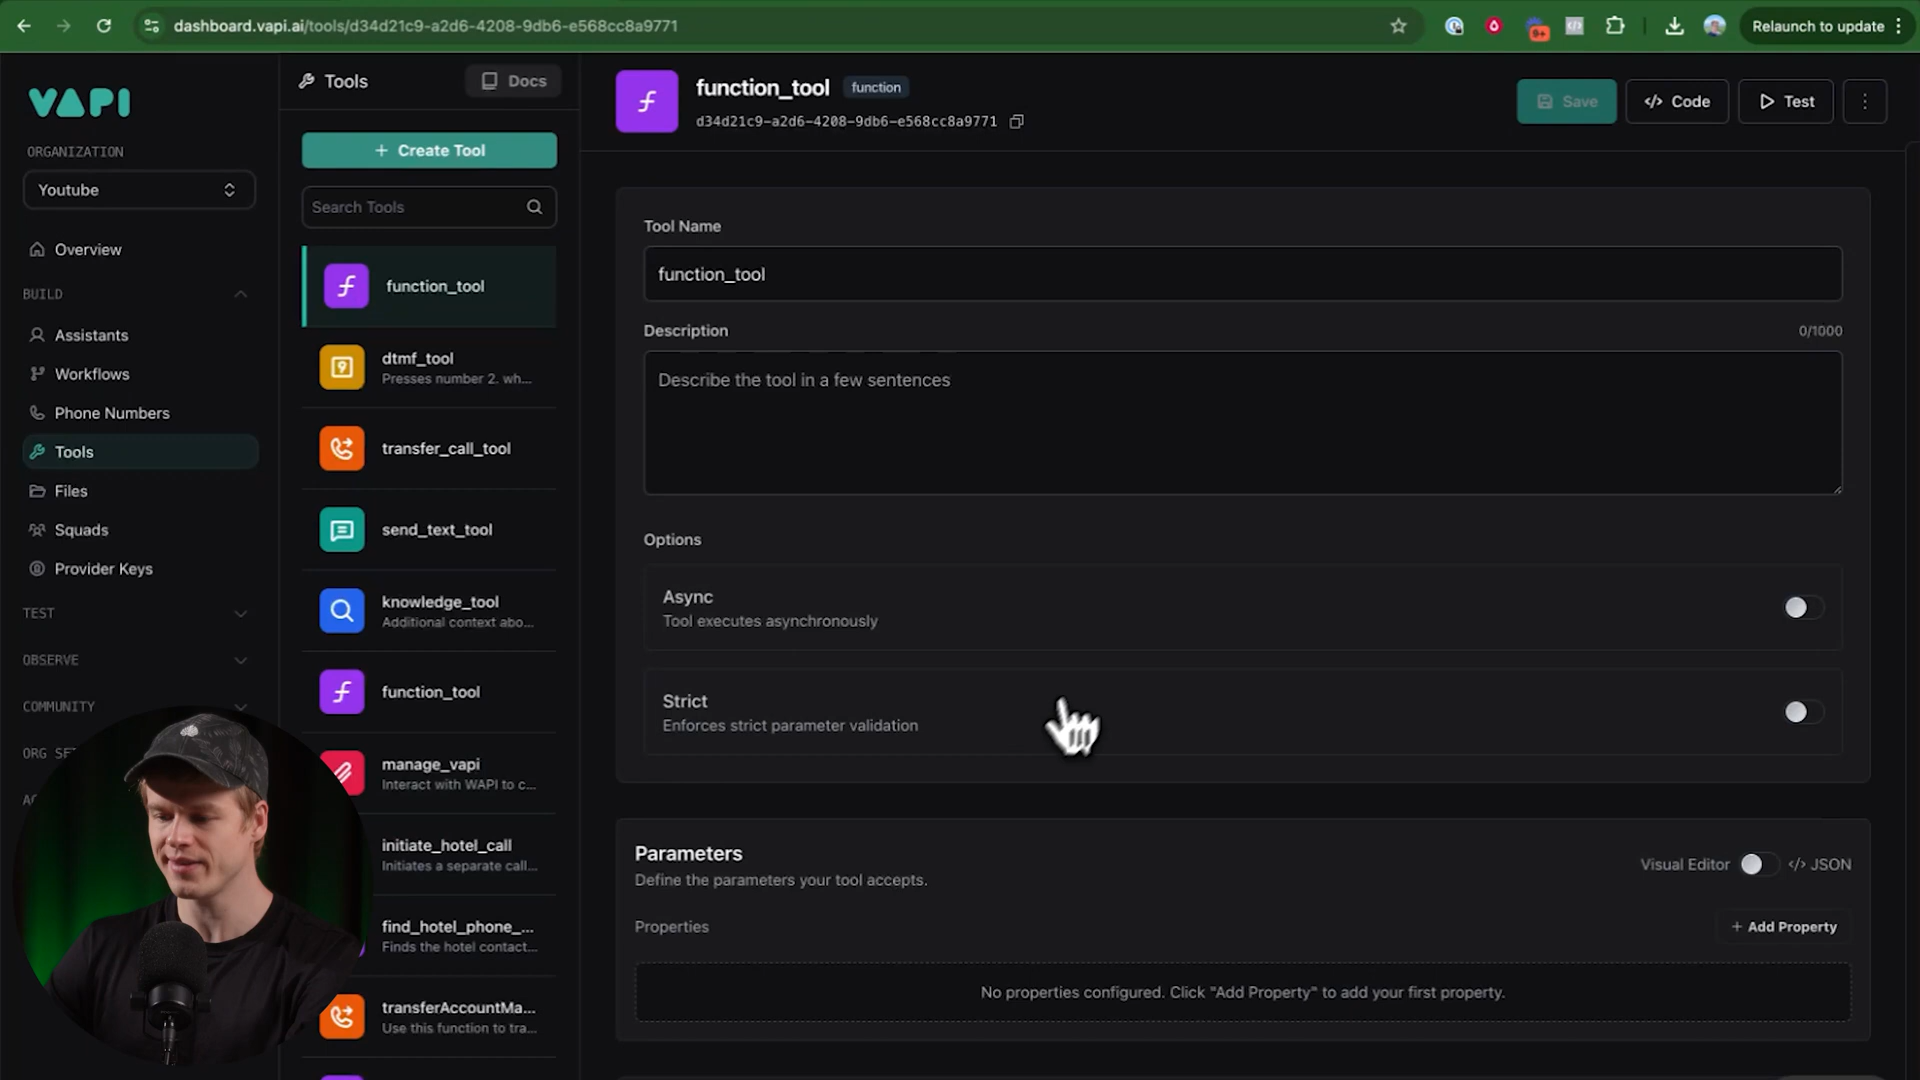 dashboard.vapi.ai/tools/d34d21c9-a2d6-4208-9db6-e568cc8a9771
9+
Relaunch to update
VAPI
ORGANIZATION
Youtube
Overview
BUILD
Assistants
Workflows
Phone Numbers
Tools
Files
Squads
Provider Keys
TEST
OBSERVE
COMMUNITY
ORG SE
Tools
Docs
+ Create Tool
Search Tools
function_tool
dtmf_tool
Presses number 2. wh...
transfer_call_tool
send_text_tool
knowledge_tool
Additional context abo...
function_tool
manage_vapi
Interact with WAPI to c...
initiate_hotel_call
Initiates a separate call...
find_hotel_phone_...
Finds the hotel contact...
transferAccountMa...
Use this function to tra...
function_tool
function
d34d21c9-a2d6-4208-9db6-e568cc8a9771
Save
</> Code
Test
Tool Name
function_tool
Description
0/1000
Describe the tool in a few sentences
Options
Async
Tool executes asynchronously
Strict
Enforces strict parameter validation
Parameters
Define the parameters your tool accepts.
Visual Editor
</> JSON
Properties
+ Add Property
No properties configured. Click "Add Property" to add your first property.